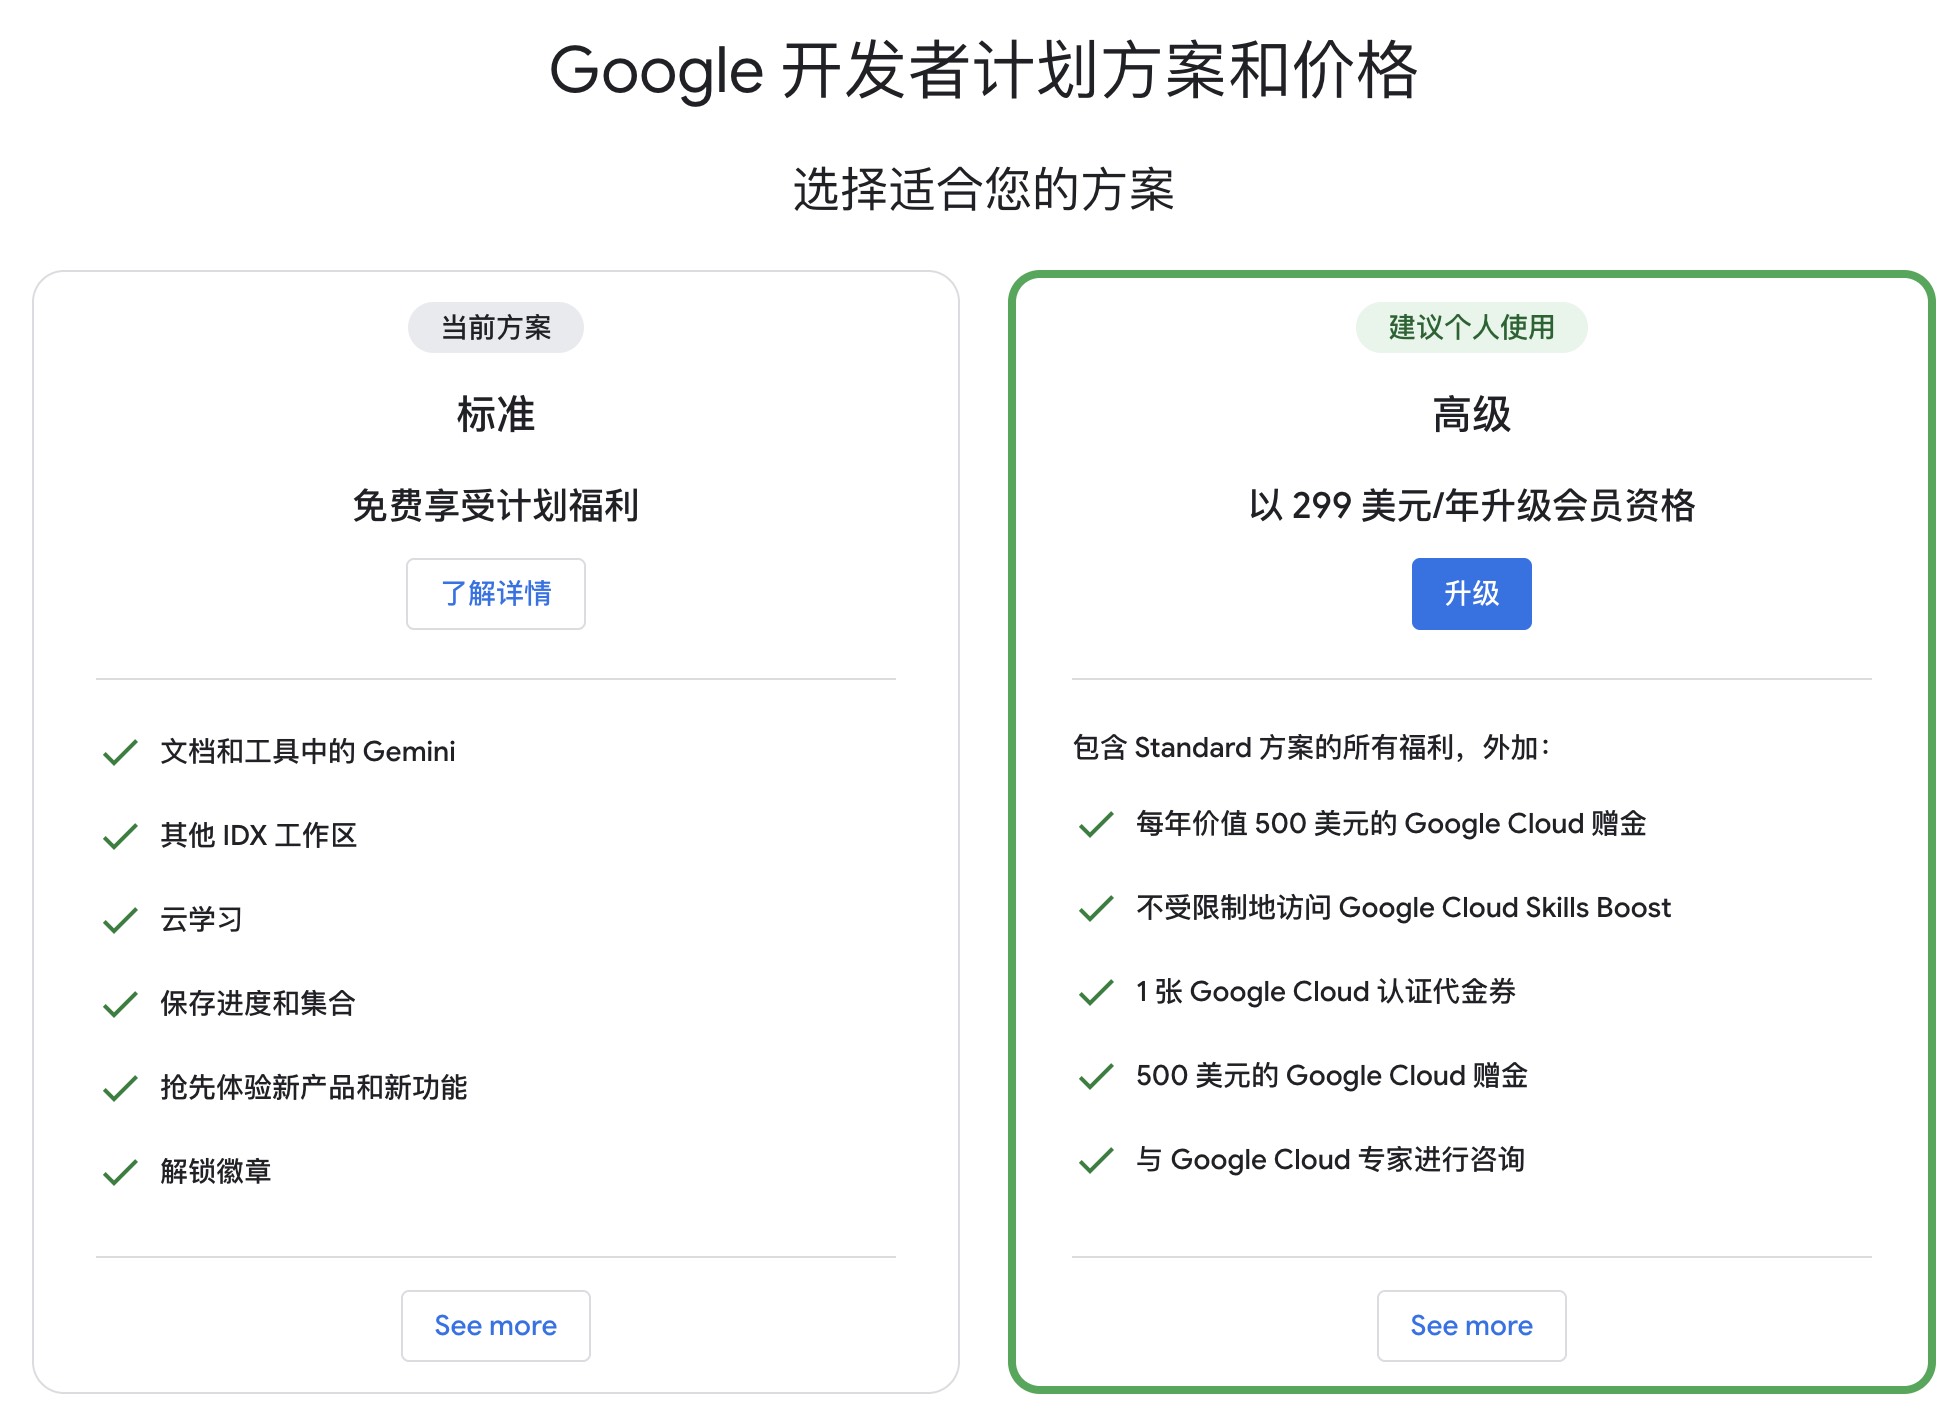 Google 开发者计划方案和价格
选择适合您的方案
当前方案
标准
免费享受计划福利
了解详情
文档和工具中的 Gemini
其他 IDX 工作区
云学习
保存进度和集合
抢先体验新产品和新功能
解锁徽章
See more
建议个人使用
高级
以 299 美元/年升级会员资格
升级
包含 Standard 方案的所有福利，外加：
每年价值 500 美元的 Google Cloud 赠金
不受限制地访问 Google Cloud Skills Boost
1 张 Google Cloud 认证代金券
500 美元的 Google Cloud 赠金
与 Google Cloud 专家进行咨询
See more